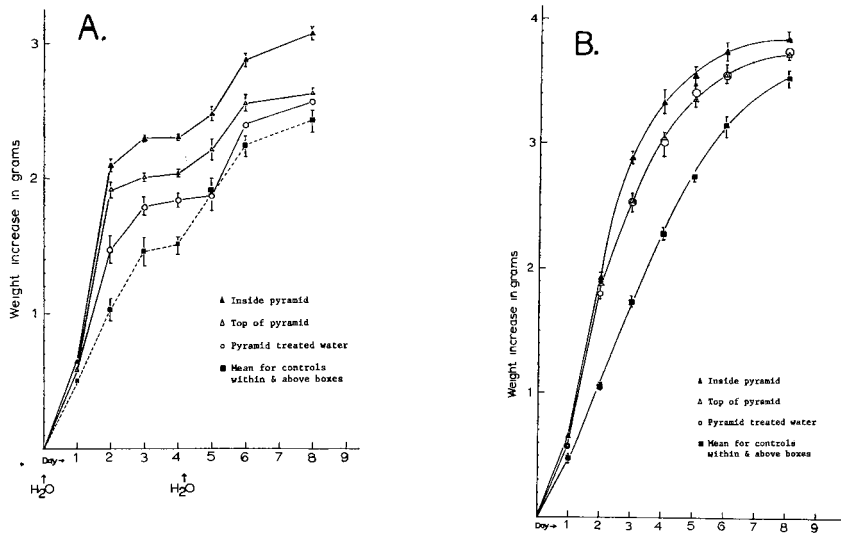 A.
3
2
1
Weight increase in grams
Inside pyramid
Top of pyramid
Pyramid treated water
Mean for controls
within & above boxes
Day→ 1 2 3 4 5 6 7 8 9
↑ ↑
H₂O H₂O
B.
4
3
2
1
Weight increase in grams
Inside pyramid
Top of pyramid
Pyramid treated water
Mean for controls
within & above boxes
Day→ 1 2 3 4 5 6 7 8 9